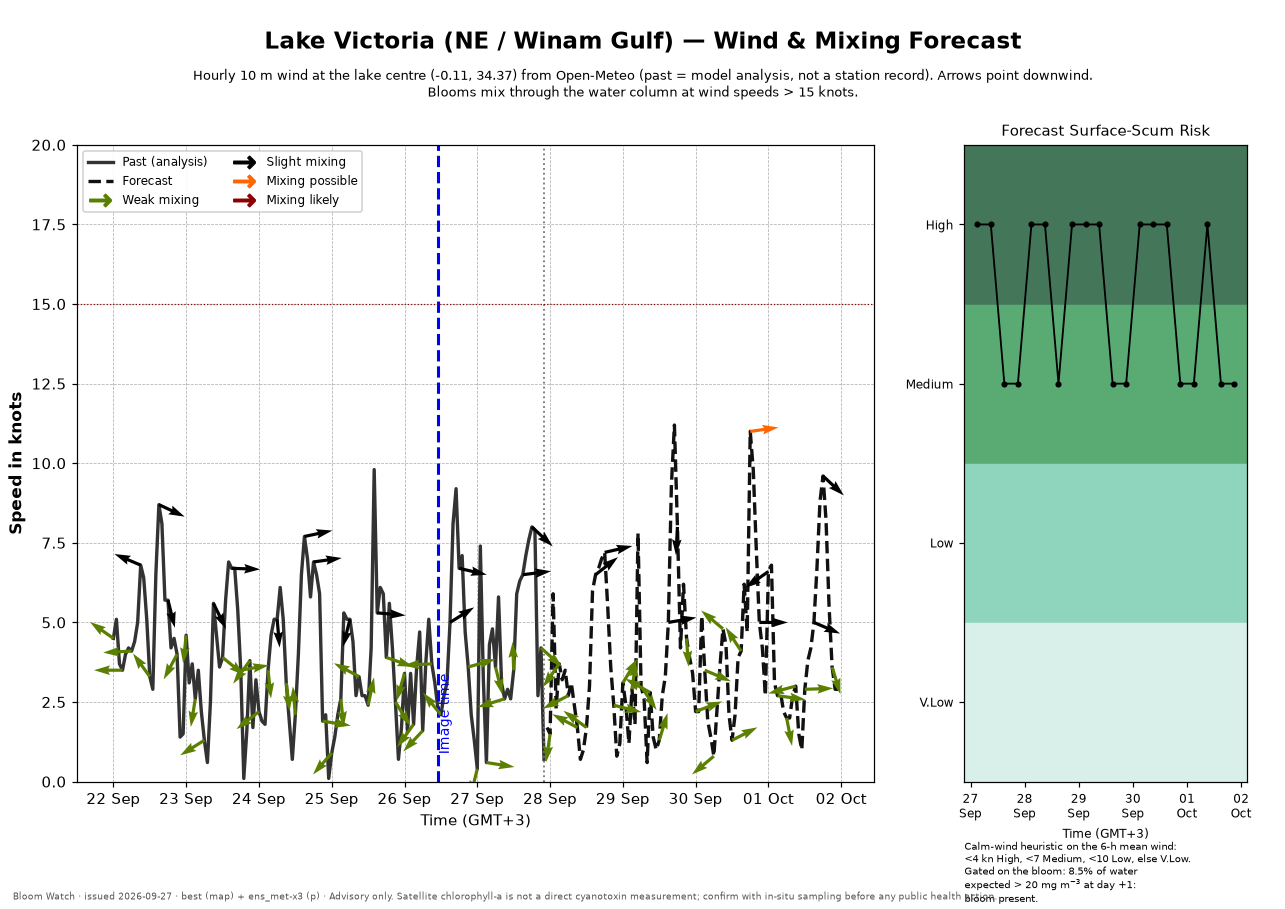 Lake Victoria (NE / Winam Gulf) — Wind & Mixing Forecast
Hourly 10 m wind at the lake centre (-0.11, 34.37) from Open-Meteo (past = model analysis, not a station record). Arrows point downwind.
Blooms mix through the water column at wind speeds > 15 knots.
Past (analysis)
Forecast
Weak mixing
Slight mixing
Mixing possible
Mixing likely
Speed in knots
20.0
17.5
15.0
12.5
10.0
7.5
5.0
2.5
0.0
image time
22 Sep 23 Sep 24 Sep 25 Sep 26 Sep 27 Sep 28 Sep 29 Sep 30 Sep 01 Oct 02 Oct
Time (GMT+3)
Forecast Surface-Scum Risk
High
Medium
Low
V.Low
27 28 29 30 01 02
Sep Sep Sep Sep Oct Oct
Time (GMT+3)
Calm-wind heuristic on the 6-h mean wind:
<4 kn High, <7 Medium, <10 Low, else V.Low.
Gated on the bloom: 8.5% of water
expected > 20 mg m⁻³ at day +1:
bloom present.
Bloom Watch · issued 2026-09-27 · best (map) + ens_met-x3 (p) · Advisory only. Satellite chlorophyll-a is not a direct cyanotoxin measurement; confirm with in-situ sampling before any public health action.